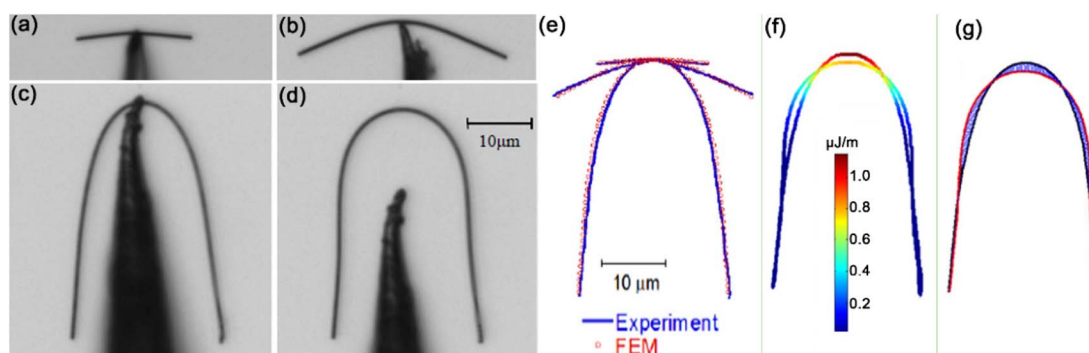 (a)
(b)
(c)
(d)
10μm
(e)
10 μm
Experiment
FEM
(f)
μJ/m
1.0
0.8
0.6
0.4
0.2
(g)